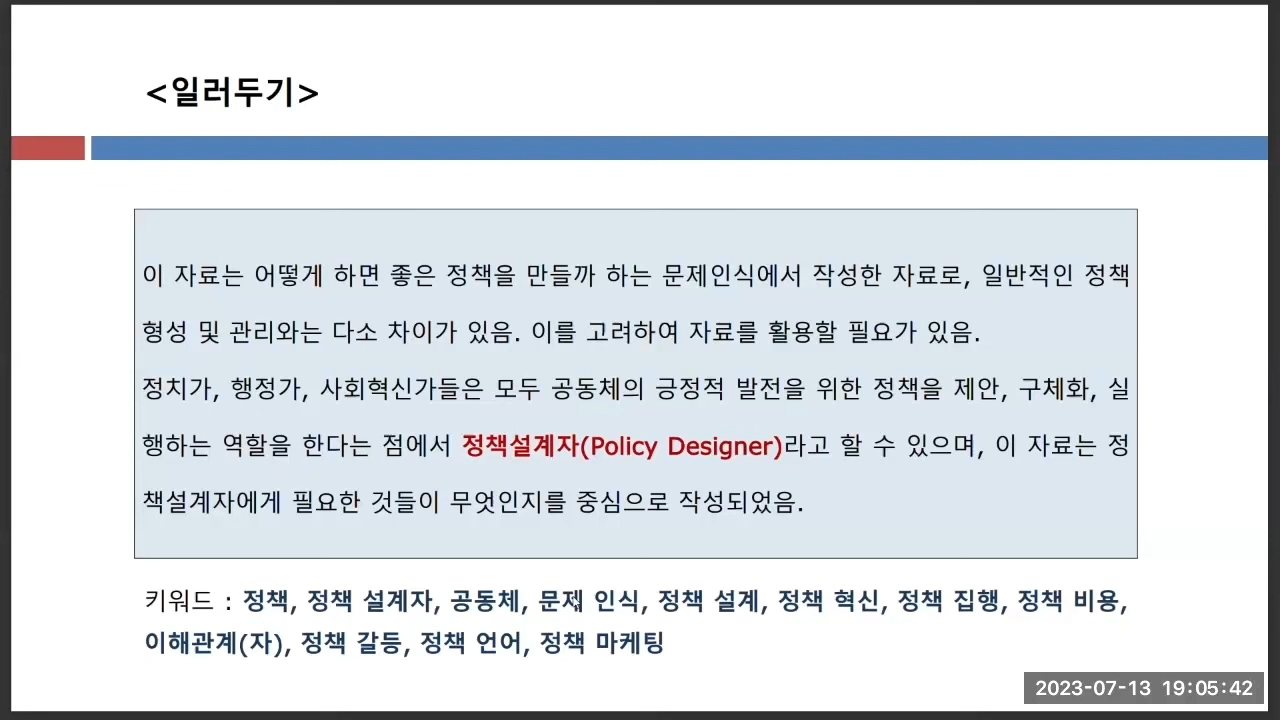 <일러두기>
이 자료는 어떻게 하면 좋은 정책을 만들까 하는 문제인식에서 작성한 자료로, 일반적인 정책
형성 및 관리와는 다소 차이가 있음. 이를 고려하여 자료를 활용할 필요가 있음.
정치가, 행정가, 사회혁신가들은 모두 공동체의 긍정적 발전을 위한 정책을 제안, 구체화, 실
행하는 역할을 한다는 점에서 정책설계자(Policy Designer)라고 할 수 있으며, 이 자료는 정
책설계자에게 필요한 것들이 무엇인지를 중심으로 작성되었음.
키워드 : 정책, 정책 설계자, 공동체, 문제 인식, 정책 설계, 정책 혁신, 정책 집행, 정책 비용,
이해관계(자), 정책 갈등, 정책 언어, 정책 마케팅
2023-07-13 19:05:42